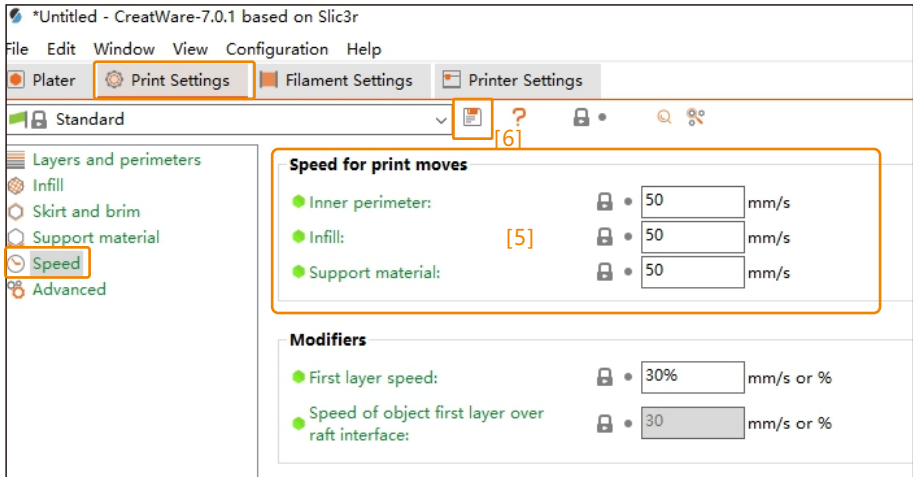 *Untitled - CreatWare-7.0.1 based on Slic3r
File Edit Window View Configuration Help
Plater Print Settings Filament Settings Printer Settings
Standard ? [6]
Layers and perimeters
Infill
Skirt and brim
Support material
Speed
Advanced
Speed for print moves
Inner perimeter: 50 mm/s
Infill: [5] 50 mm/s
Support material: 50 mm/s
Modifiers
First layer speed: 30% mm/s or %
Speed of object first layer over
raft interface: 30 mm/s or %